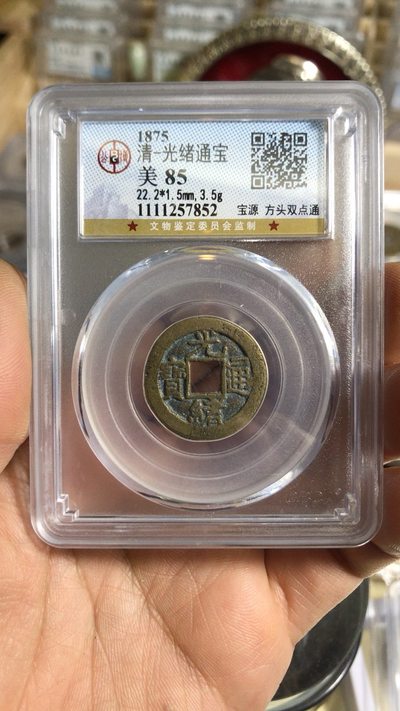 1875
清-光绪通宝
美 85
22.2*1.5mm,3.5g
1111257852
宝源 方头双点通
★ 文物鉴定委员会监制 ★
光
寶 通
緒